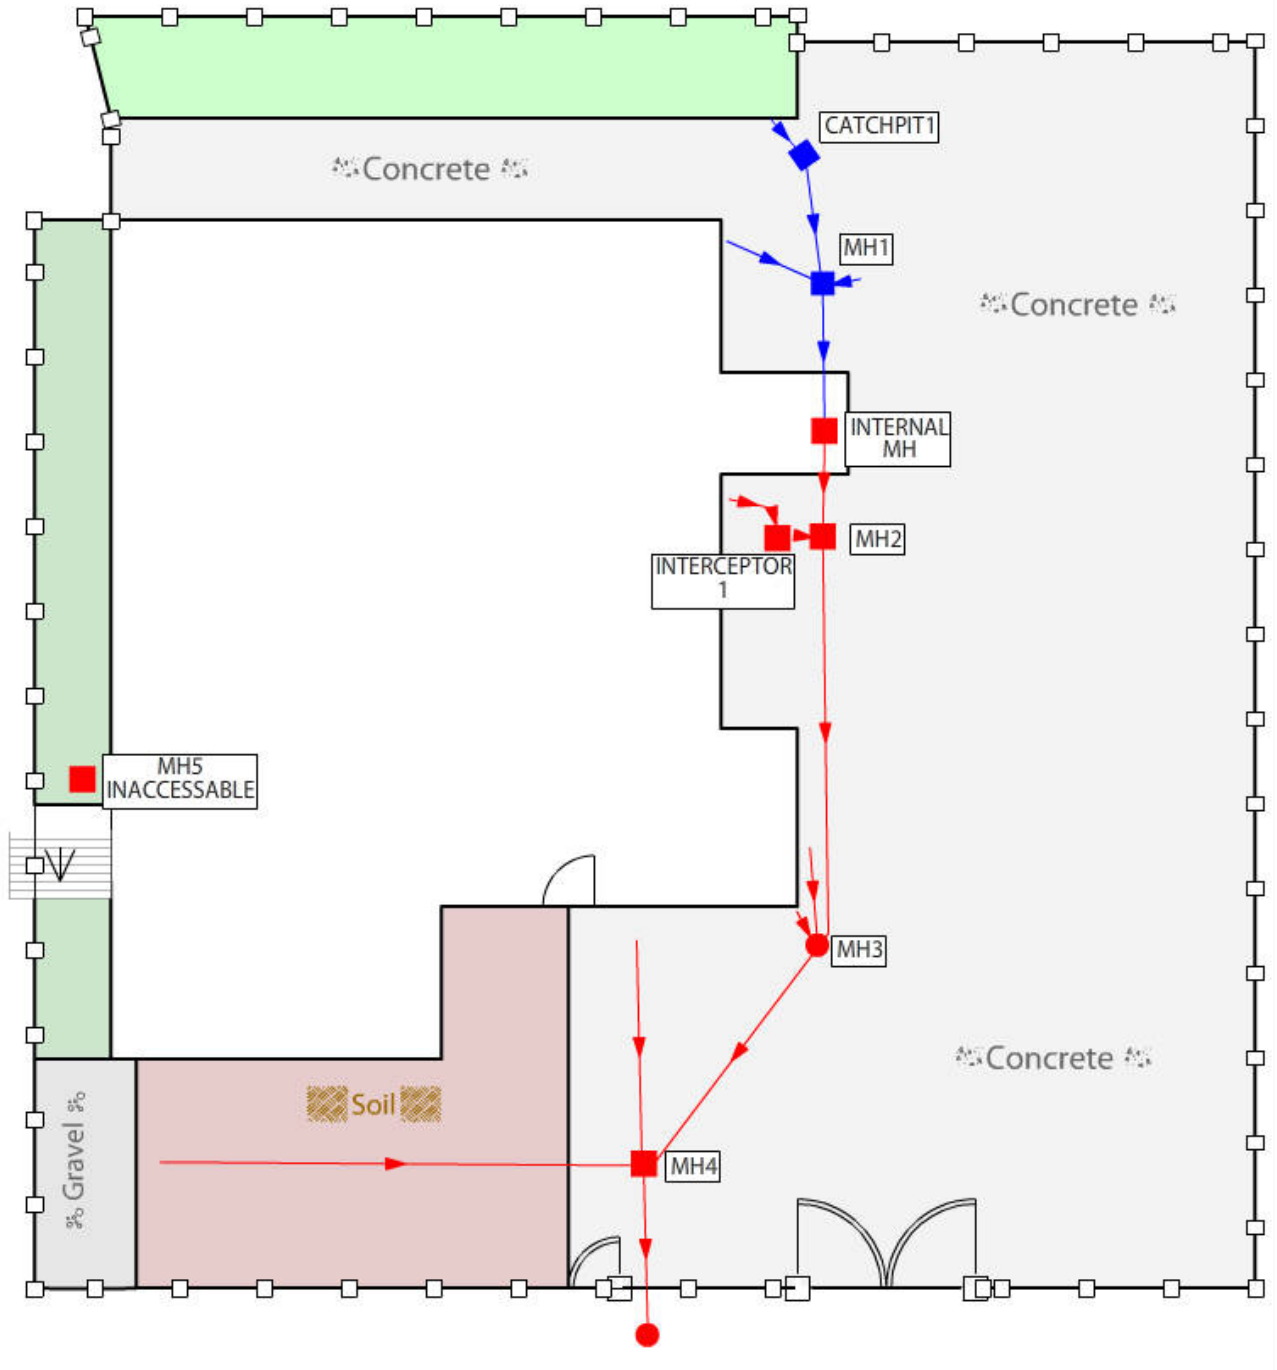 CATCHPIT1
Concrete
MH1
Concrete
INTERNAL
MH
MH2
INTERCEPTOR
1
MH5
INACCESSABLE
MH3
Concrete
Soil
Gravel
MH4